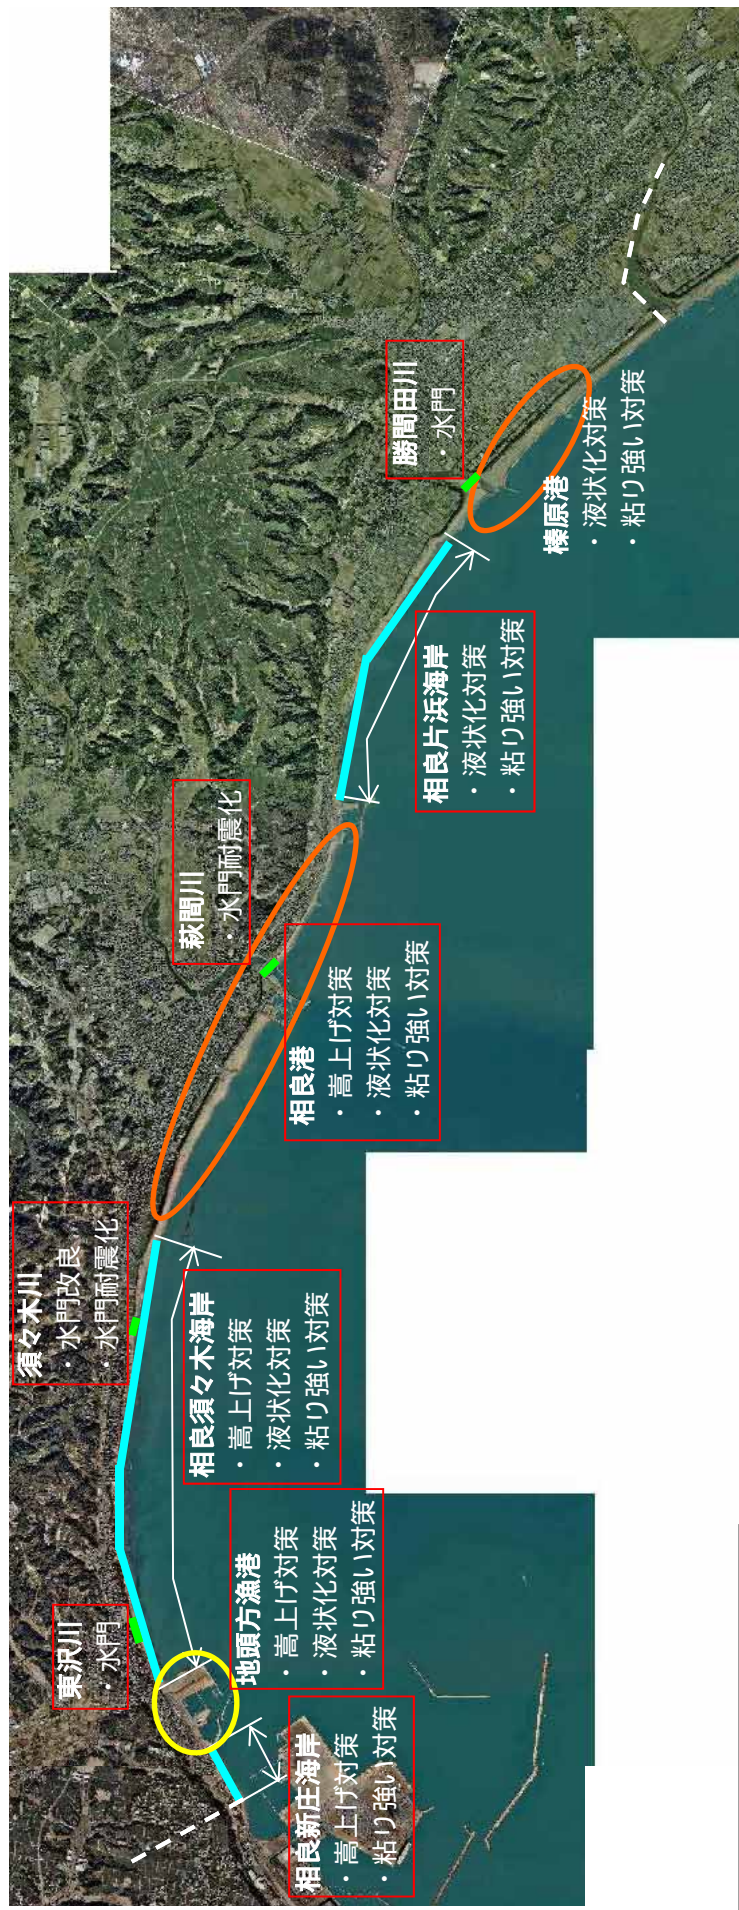 東沢川
・水門
須々木川
・水門改良
・水門耐震化
萩間川
・水門耐震化
勝間田川
・水門
相良新庄海岸
・嵩上げ対策
・粘り強い対策
地頭方漁港
・嵩上げ対策
・液状化対策
・粘り強い対策
相良須々木海岸
・嵩上げ対策
・液状化対策
・粘り強い対策
相良港
・嵩上げ対策
・液状化対策
・粘り強い対策
相良片浜海岸
・液状化対策
・粘り強い対策
榛原港
・液状化対策
・粘り強い対策